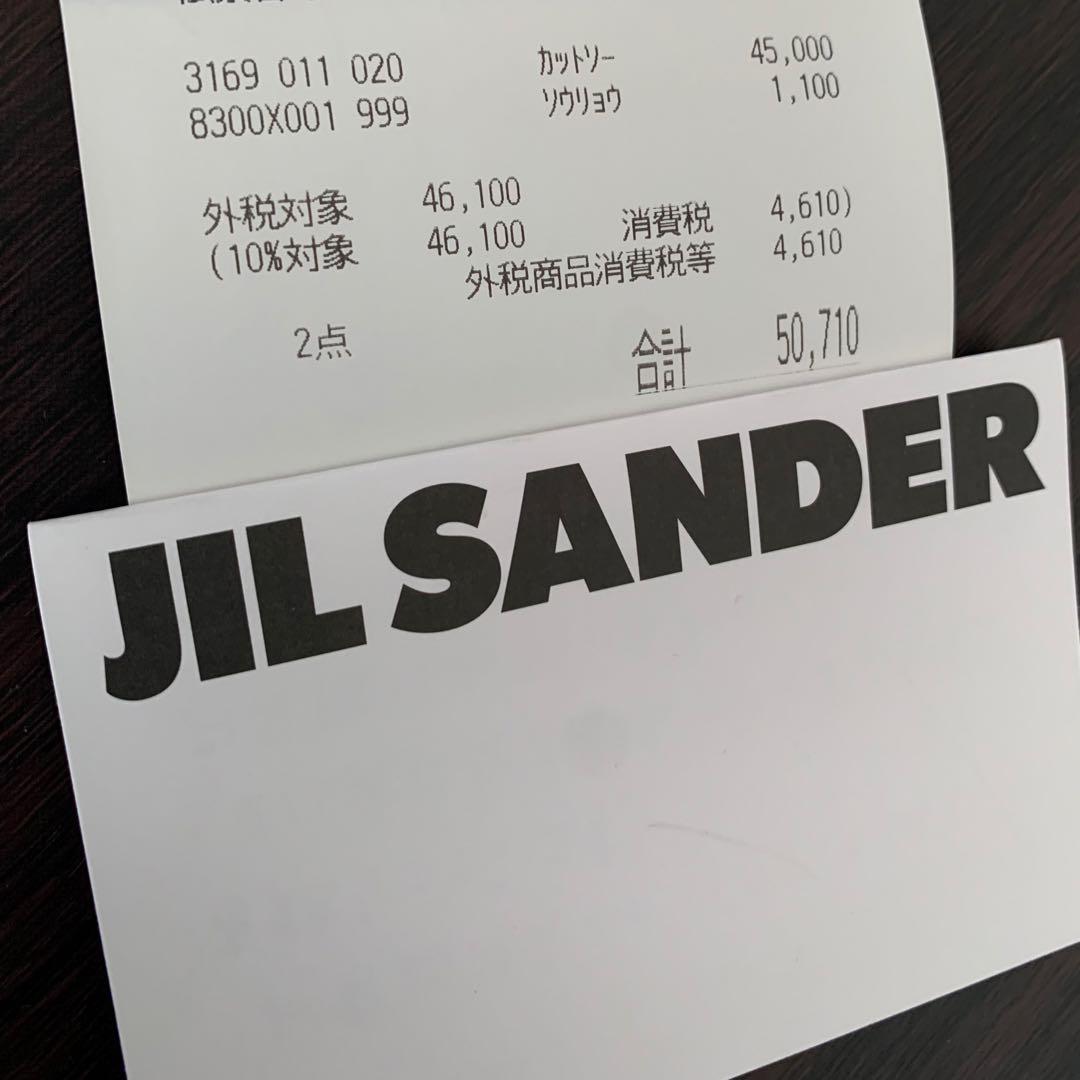 3169 011 020 カットソー 45,000
8300X001 999 ソウリョウ 1,100
外税対象 46,100
(10%対象 46,100 消費税 4,610)
外税商品消費税等 4,610
2点 合計 50,710
JIL SANDER